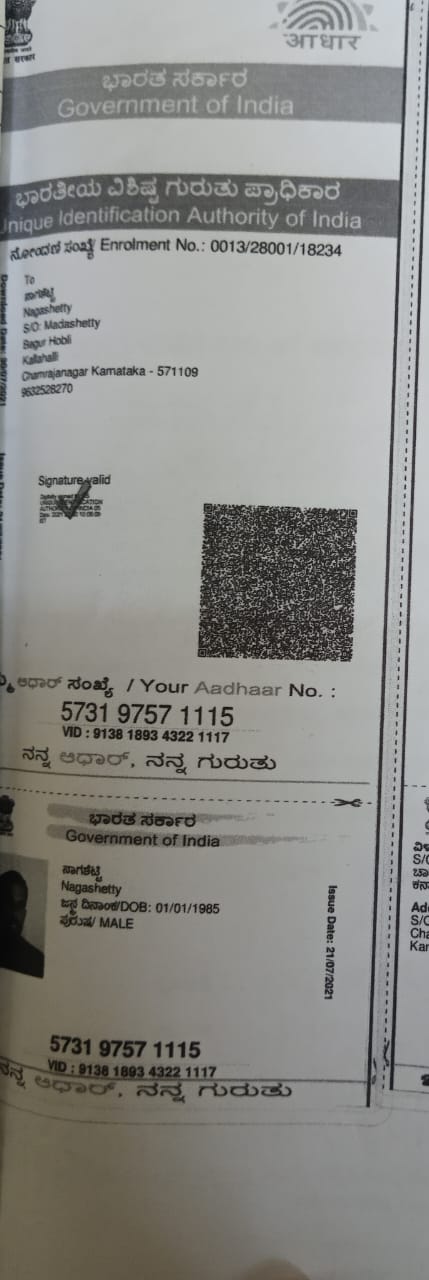 आधार
ಭಾರತ ಸರ್ಕಾರ
Government of India
ಭಾರತೀಯ ವಿಶಿಷ್ಟ ಗುರುತು ಪ್ರಾಧಿಕಾರ
Unique Identification Authority of India
ನೋಂದಣಿ ಸಂಖ್ಯೆ/ Enrolment No.: 0013/28001/18234
To
ನಾಗಶೆಟ್ಟಿ
Nagashetty
S/O: Madashetty
Begur Hobli
Kallahalli
Chamrajanagar Karnataka - 571109
9632528270
Signature valid
ಆಧಾರ್ ಸಂಖ್ಯೆ / Your Aadhaar No. :
5731 9757 1115
VID : 9138 1893 4322 1117
ನನ್ನ ಆಧಾರ್, ನನ್ನ ಗುರುತು
ಭಾರತ ಸರ್ಕಾರ
Government of India
ನಾಗಶೆಟ್ಟಿ
Nagashetty
ಜನ್ಮ ದಿನಾಂಕ/DOB: 01/01/1985
ಪುರುಷ/ MALE
Issue Date: 21/07/2021
5731 9757 1115
VID : 9138 1893 4322 1117
ನನ್ನ ಆಧಾರ್, ನನ್ನ ಗುರುತು